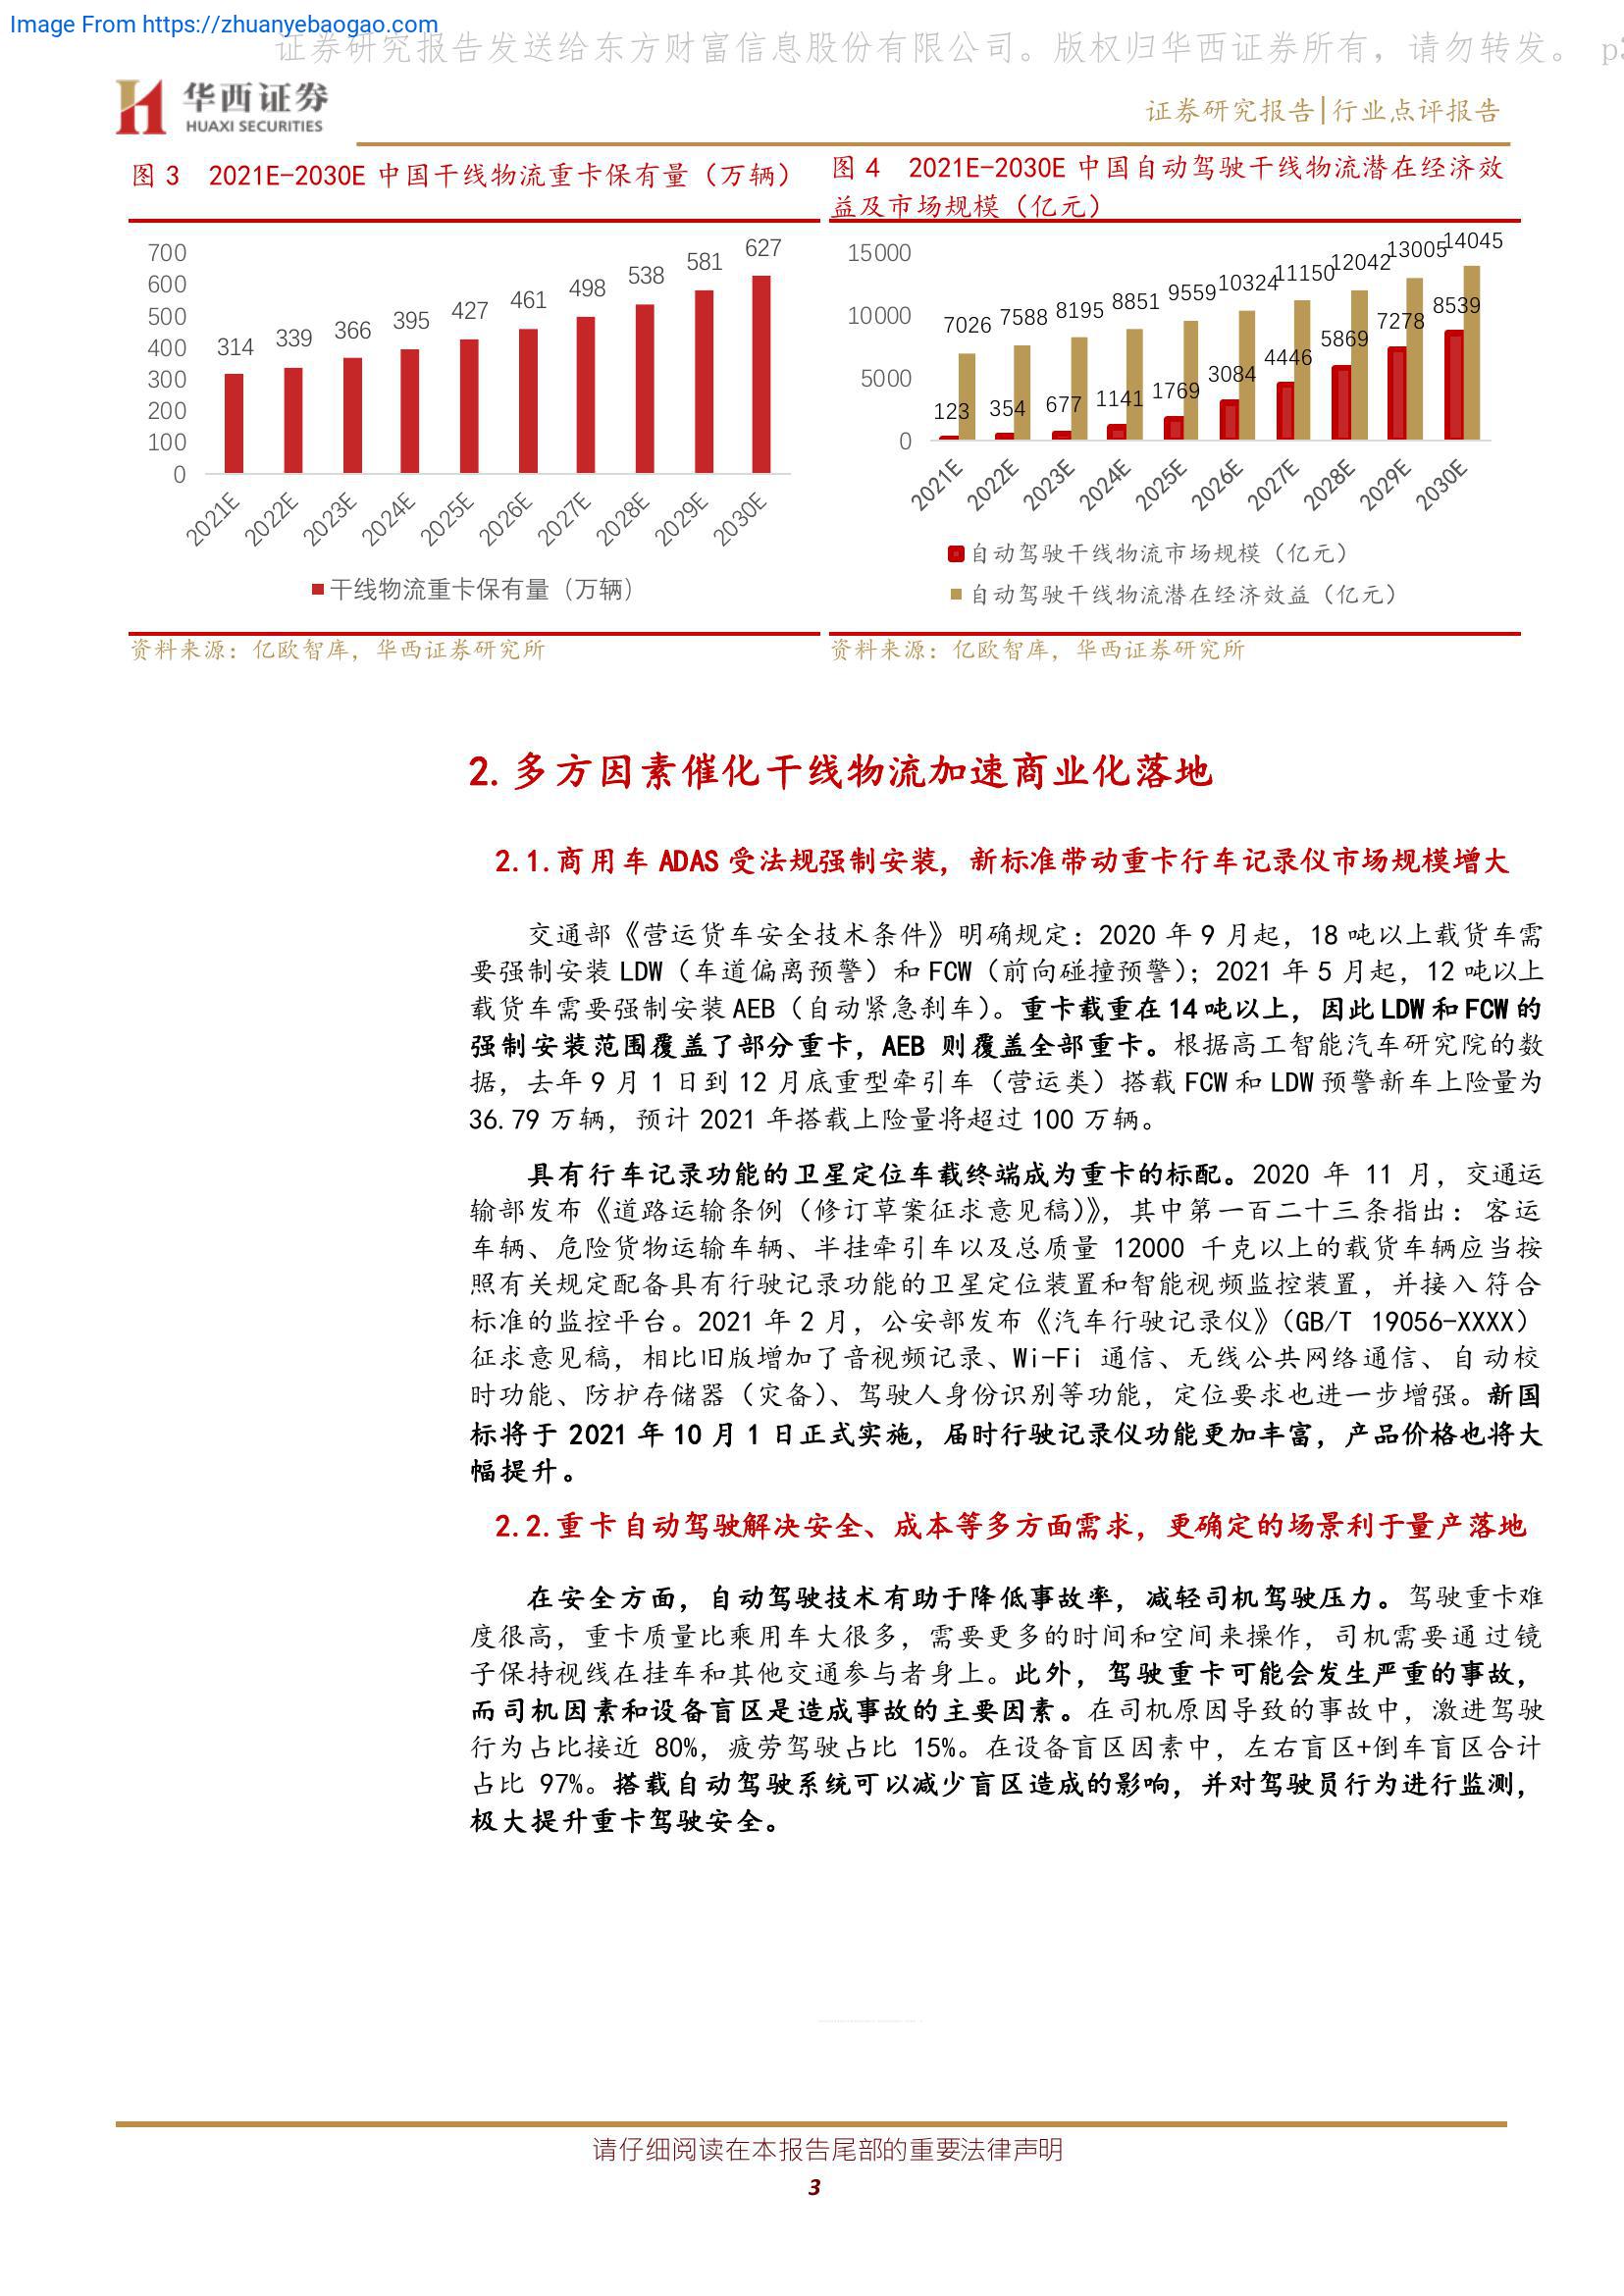 Image From https://zhuanyebaogao.com
证券研究报告发送给东方财富信息股份有限公司。版权归华西证券所有，请勿转发。 p3
华西证券
HUAXI SECURITIES
证券研究报告|行业点评报告
图 3 2021E-2030E 中国干线物流重卡保有量（万辆）
700
600
500
400
300
200
100
0
314 339 366 395 427 461 498 538 581 627
2021E 2022E 2023E 2024E 2025E 2026E 2027E 2028E 2029E 2030E
干线物流重卡保有量（万辆）
资料来源：亿欧智库，华西证券研究所
图 4 2021E-2030E 中国自动驾驶干线物流潜在经济效
益及市场规模（亿元）
15000
10000
5000
0
7026 7588 8195 8851 9559 10324 11150 12042 13005 14045
123 354 677 1141 1769 3084 4446 5869 7278 8539
2021E 2022E 2023E 2024E 2025E 2026E 2027E 2028E 2029E 2030E
自动驾驶干线物流市场规模（亿元）
自动驾驶干线物流潜在经济效益（亿元）
资料来源：亿欧智库，华西证券研究所
2.多方因素催化干线物流加速商业化落地
2.1.商用车 ADAS 受法规强制安装，新标准带动重卡行车记录仪市场规模增大
交通部《营运货车安全技术条件》明确规定：2020 年 9 月起，18 吨以上载货车需
要强制安装 LDW（车道偏离预警）和 FCW（前向碰撞预警）；2021 年 5 月起，12 吨以上
载货车需要强制安装 AEB（自动紧急刹车）。重卡载重在 14 吨以上，因此 LDW 和 FCW 的
强制安装范围覆盖了部分重卡，AEB 则覆盖全部重卡。根据高工智能汽车研究院的数
据，去年 9 月 1 日到 12 月底重型牵引车（营运类）搭载 FCW 和 LDW 预警新车上险量为
36.79 万辆，预计 2021 年搭载上险量将超过 100 万辆。
具有行车记录功能的卫星定位车载终端成为重卡的标配。2020 年 11 月，交通运
输部发布《道路运输条例（修订草案征求意见稿）》，其中第一百二十三条指出：客运
车辆、危险货物运输车辆、半挂牵引车以及总质量 12000 千克以上的载货车辆应当按
照有关规定配备具有行驶记录功能的卫星定位装置和智能视频监控装置，并接入符合
标准的监控平台。2021 年 2 月，公安部发布《汽车行驶记录仪》（GB/T 19056-XXXX）
征求意见稿，相比旧版增加了音视频记录、Wi-Fi 通信、无线公共网络通信、自动校
时功能、防护存储器（灾备）、驾驶人身份识别等功能，定位要求也进一步增强。新国
标将于 2021 年 10 月 1 日正式实施，届时行驶记录仪功能更加丰富，产品价格也将大
幅提升。
2.2.重卡自动驾驶解决安全、成本等多方面需求，更确定的场景利于量产落地
在安全方面，自动驾驶技术有助于降低事故率，减轻司机驾驶压力。驾驶重卡难
度很高，重卡质量比乘用车大很多，需要更多的时间和空间来操作，司机需要通过镜
子保持视线在挂车和其他交通参与者身上。此外，驾驶重卡可能会发生严重的事故，
而司机因素和设备盲区是造成事故的主要因素。在司机原因导致的事故中，激进驾驶
行为占比接近 80%，疲劳驾驶占比 15%。在设备盲区因素中，左右盲区+倒车盲区合计
占比 97%。搭载自动驾驶系统可以减少盲区造成的影响，并对驾驶员行为进行监测，
极大提升重卡驾驶安全。
请仔细阅读在本报告尾部的重要法律声明
3